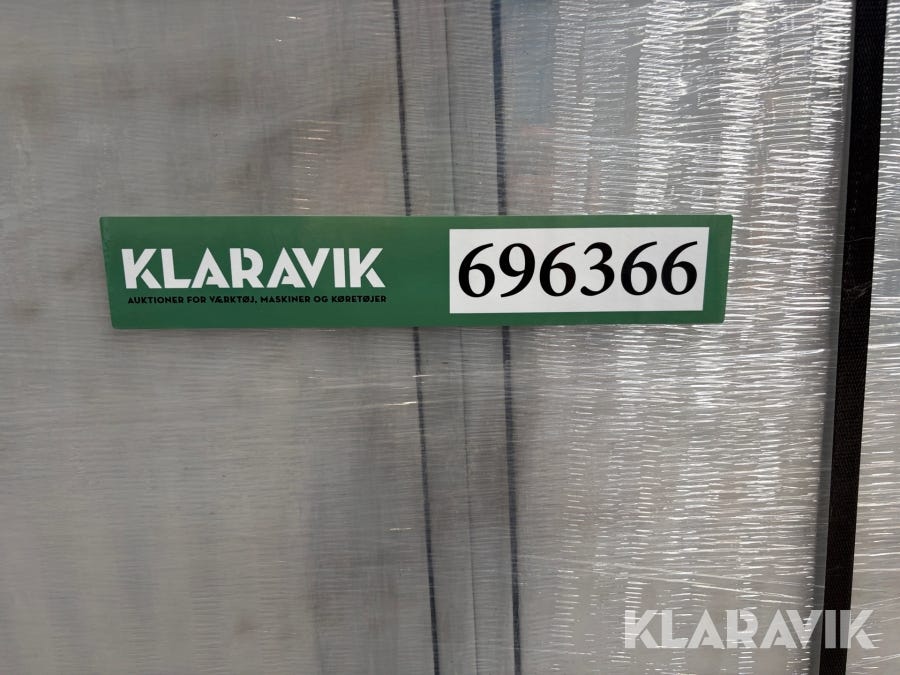 KLARAVIK
AUKTIONER FOR VÆRKTØJ, MASKINER OG KØRETØJER
696366
KLARAVIK